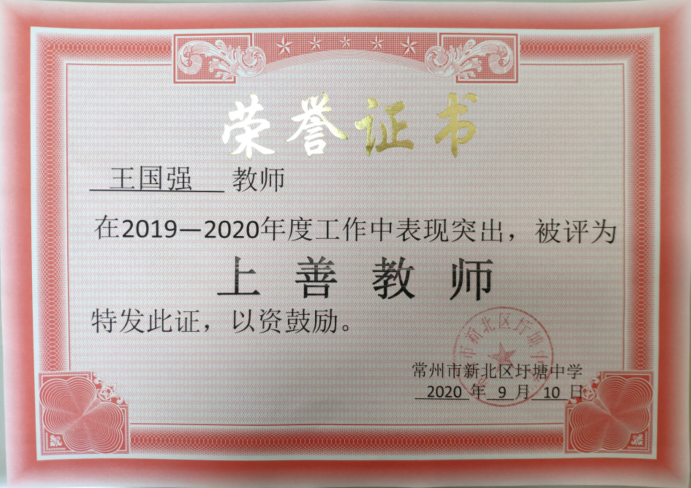 荣誉证书
王国强 教师
在2019—2020年度工作中表现突出，被评为
上善教师
特发此证，以资鼓励。
常州市新北区圩塘中学
2020 年 9 月 10 日